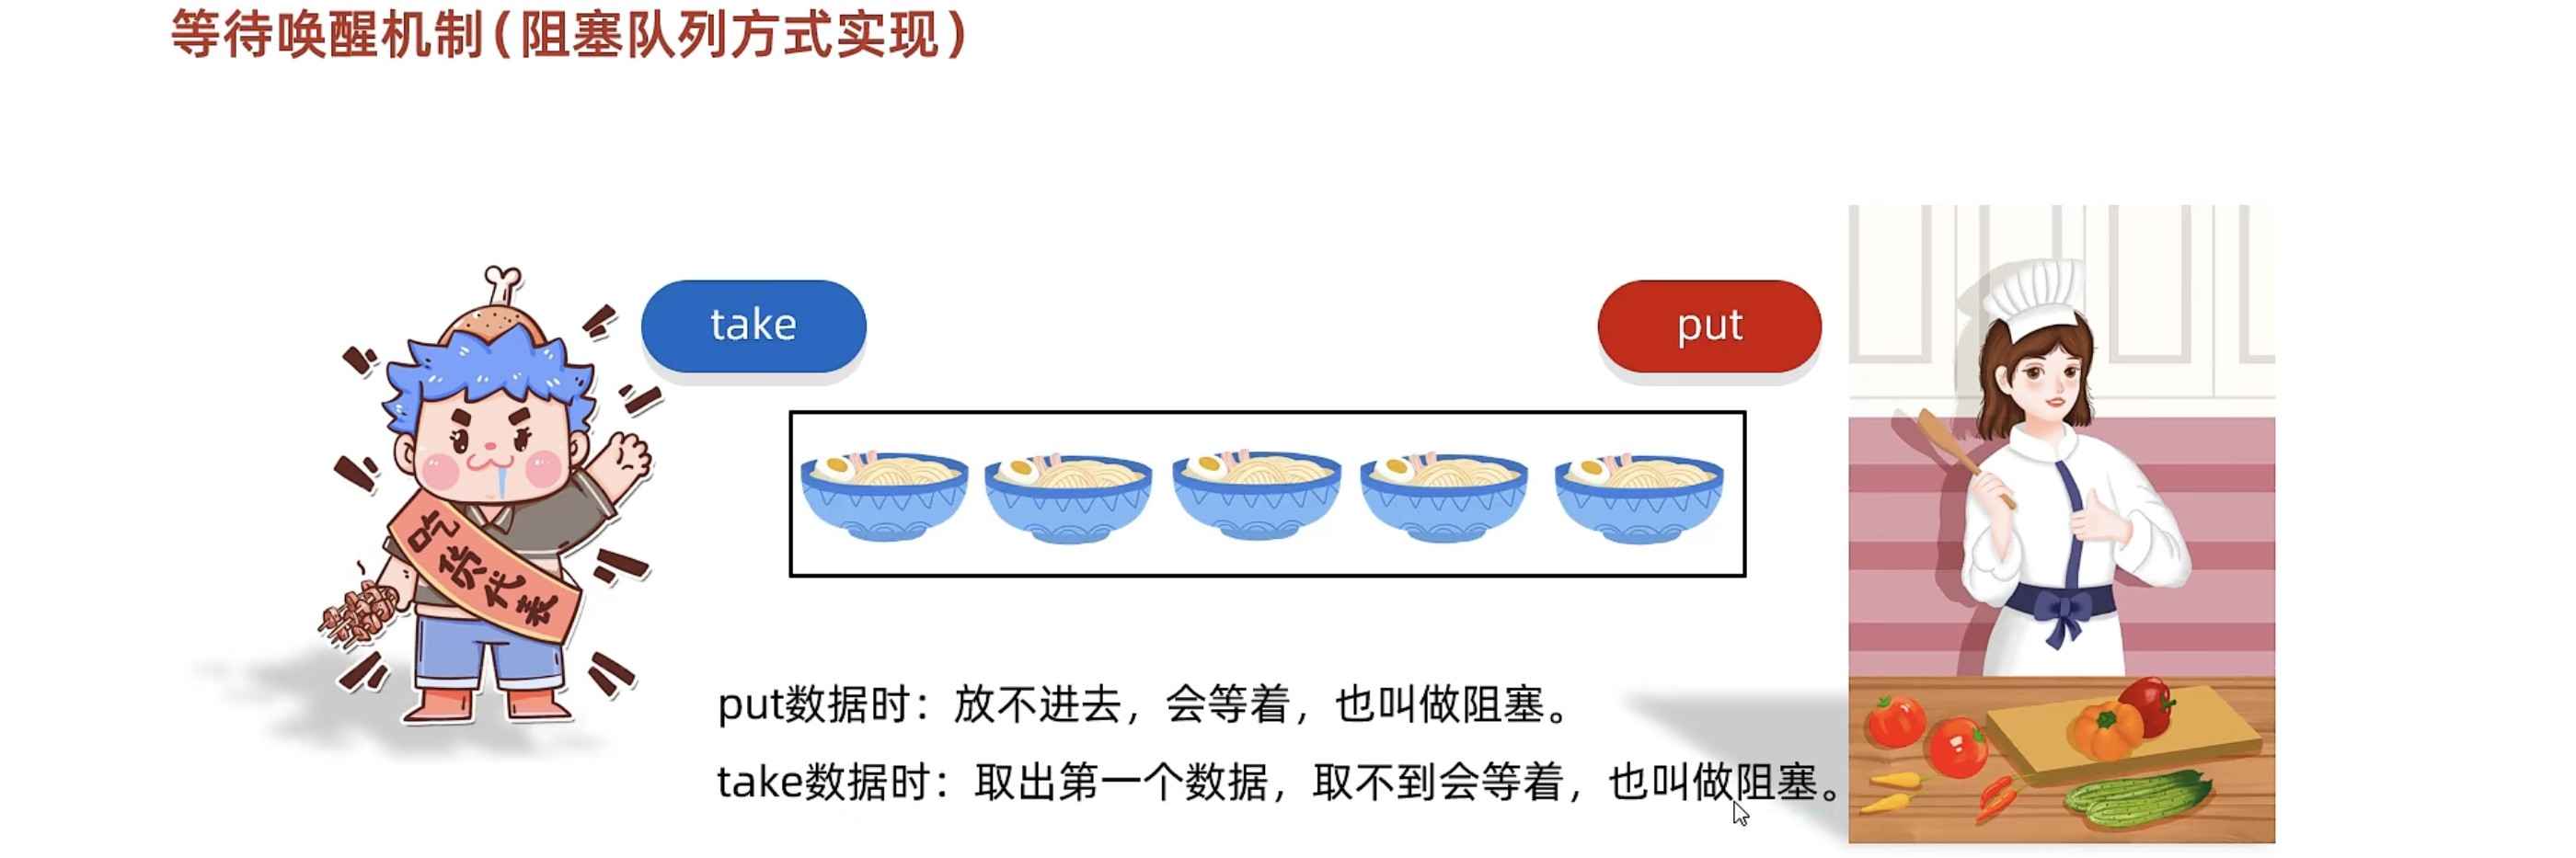 等待唤醒机制(阻塞队列方式实现)
take
put
吃货代表
put数据时：放不进去，会等着，也叫做阻塞。
take数据时：取出第一个数据，取不到会等着，也叫做阻塞。